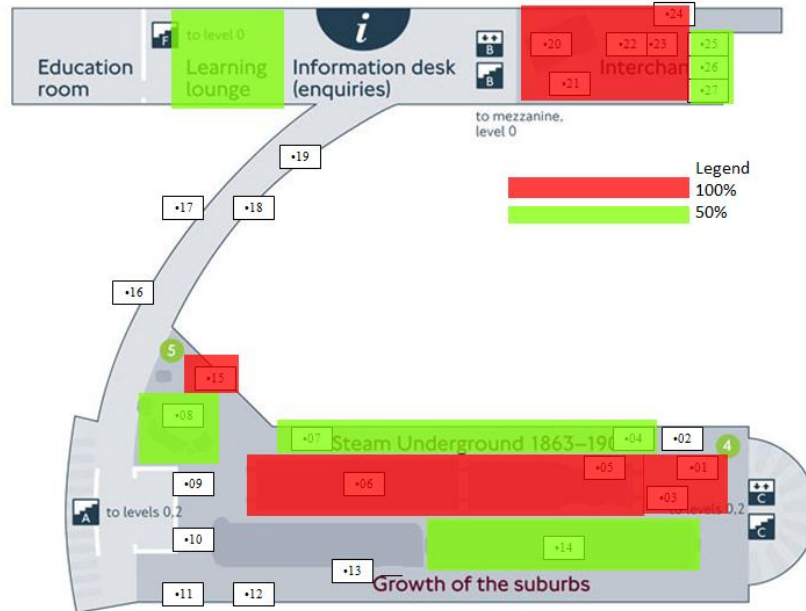 •24
to level 0
F
i
B
•20
•22
•23
•25
Education
room
Learning
lounge
Information desk
(enquiries)
B
•21
Interchan
•26
•27
to mezzanine,
level 0
•19
Legend
100%
50%
•17
•18
•16
5
•15
•08
•07
Steam Underground 1863–190
•04
•02
4
•05
•01
•09
•06
•03
C
A
to levels 0,2
to levels 0,2
C
•10
•14
•13
Growth of the suburbs
•11
•12